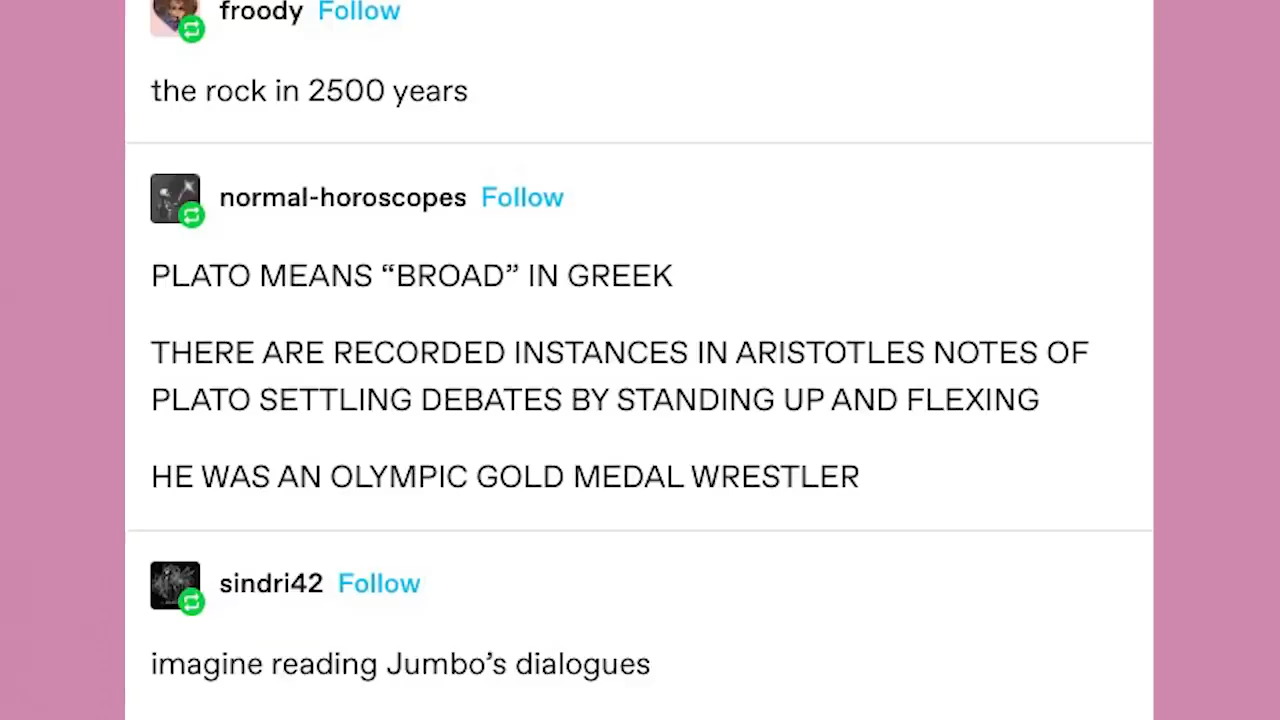 froody Follow
the rock in 2500 years
normal-horoscopes Follow
PLATO MEANS “BROAD” IN GREEK
THERE ARE RECORDED INSTANCES IN ARISTOTLES NOTES OF
PLATO SETTLING DEBATES BY STANDING UP AND FLEXING
HE WAS AN OLYMPIC GOLD MEDAL WRESTLER
sindri42 Follow
imagine reading Jumbo’s dialogues